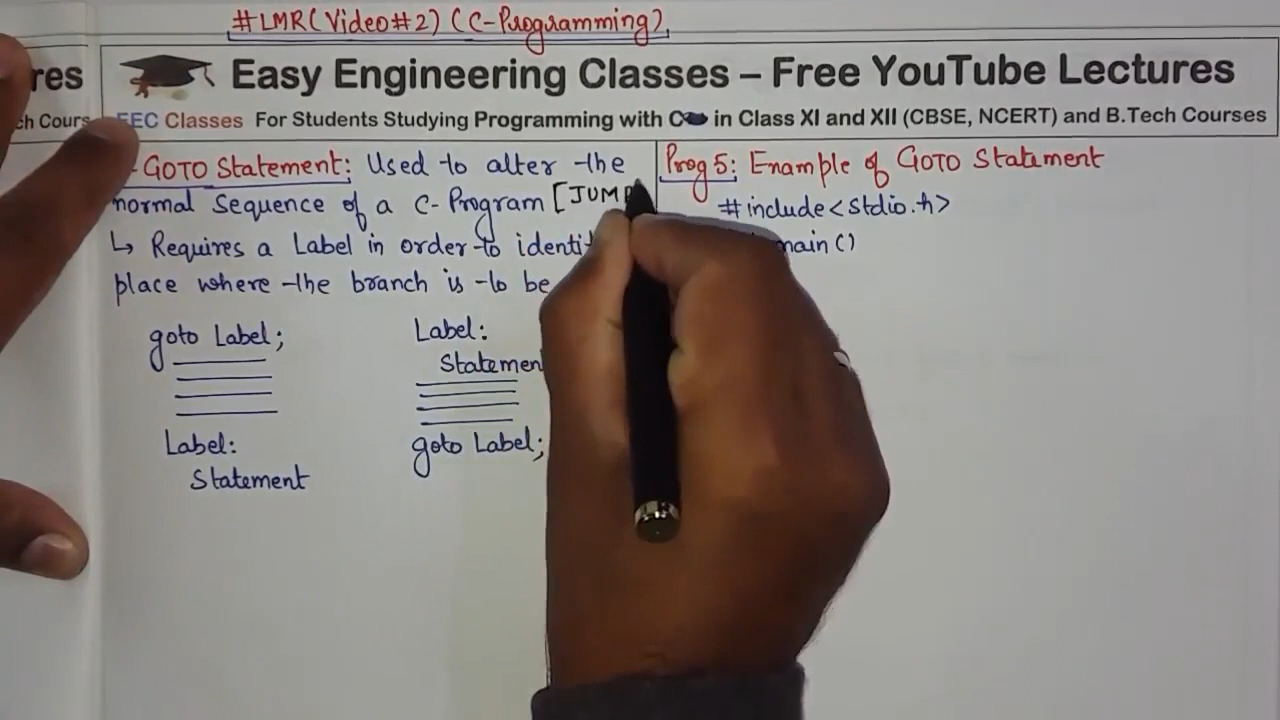 #LMR(Video#2) (C-Programming)
res
Easy Engineering Classes – Free YouTube Lectures
ch Cours
EEC Classes For Students Studying Programming with C in Class XI and XII (CBSE, NCERT) and B.Tech Courses
GOTO Statement: Used to alter the
normal Sequence of a C-Program [JUMP
↳ Requires a Label in order to identi
place where the branch is to be
goto Label;
Label:
Statement
Label:
Statemen
goto Label;
Prog 5: Example of GOTO Statement
#include<stdio.h>
main()